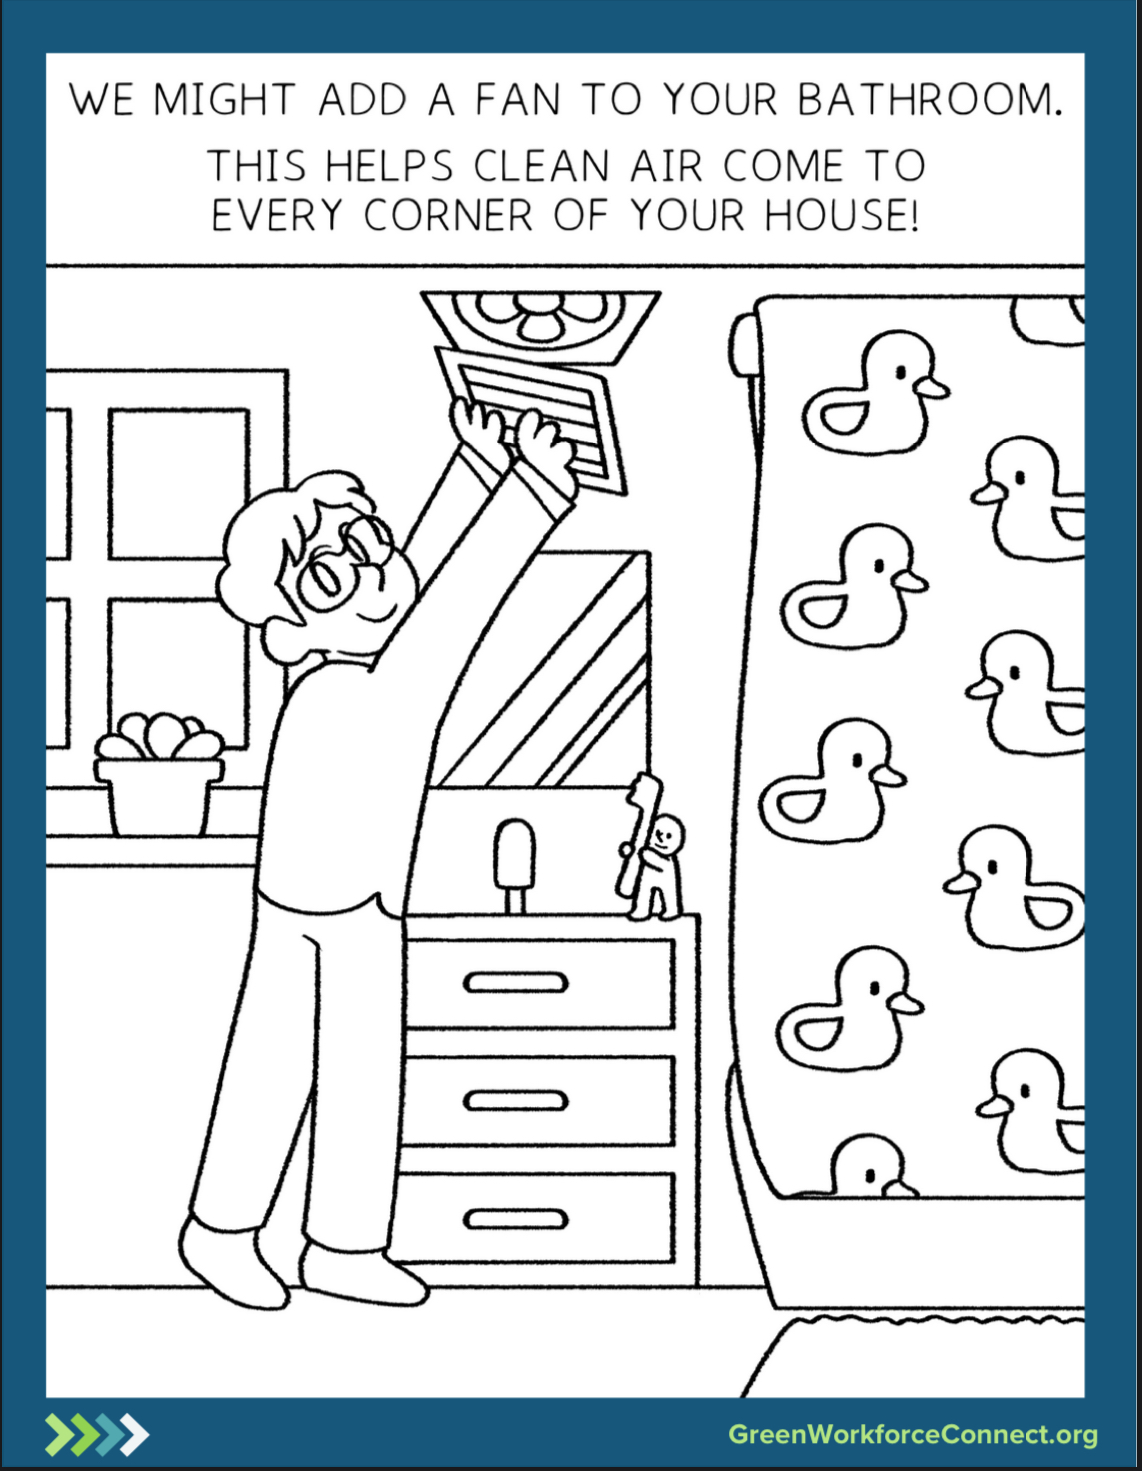 WE MIGHT ADD A FAN TO YOUR BATHROOM.
THIS HELPS CLEAN AIR COME TO
EVERY CORNER OF YOUR HOUSE!
GreenWorkforceConnect.org